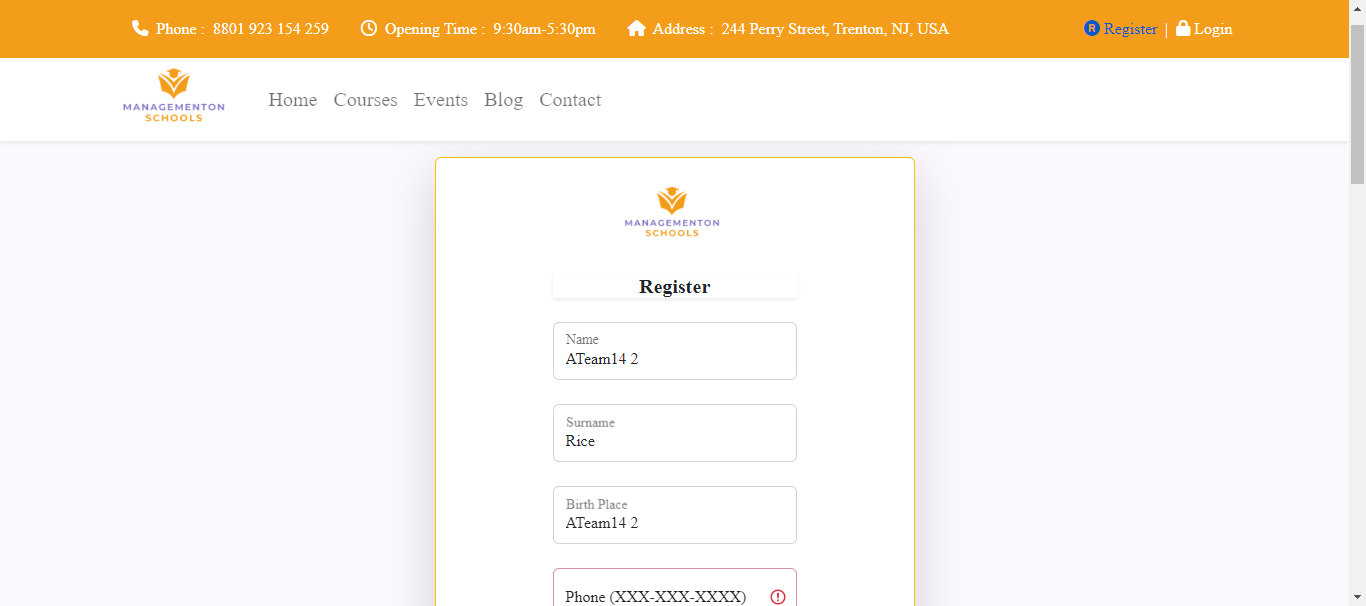 Phone : 8801 923 154 259 Opening Time : 9:30am-5:30pm Address : 244 Perry Street, Trenton, NJ, USA R Register | Login
MANAGEMENTON
SCHOOLS
Home Courses Events Blog Contact
MANAGEMENTON
SCHOOLS
Register
Name
ATeam14 2
Surname
Rice
Birth Place
ATeam14 2
Phone (XXX-XXX-XXXX)